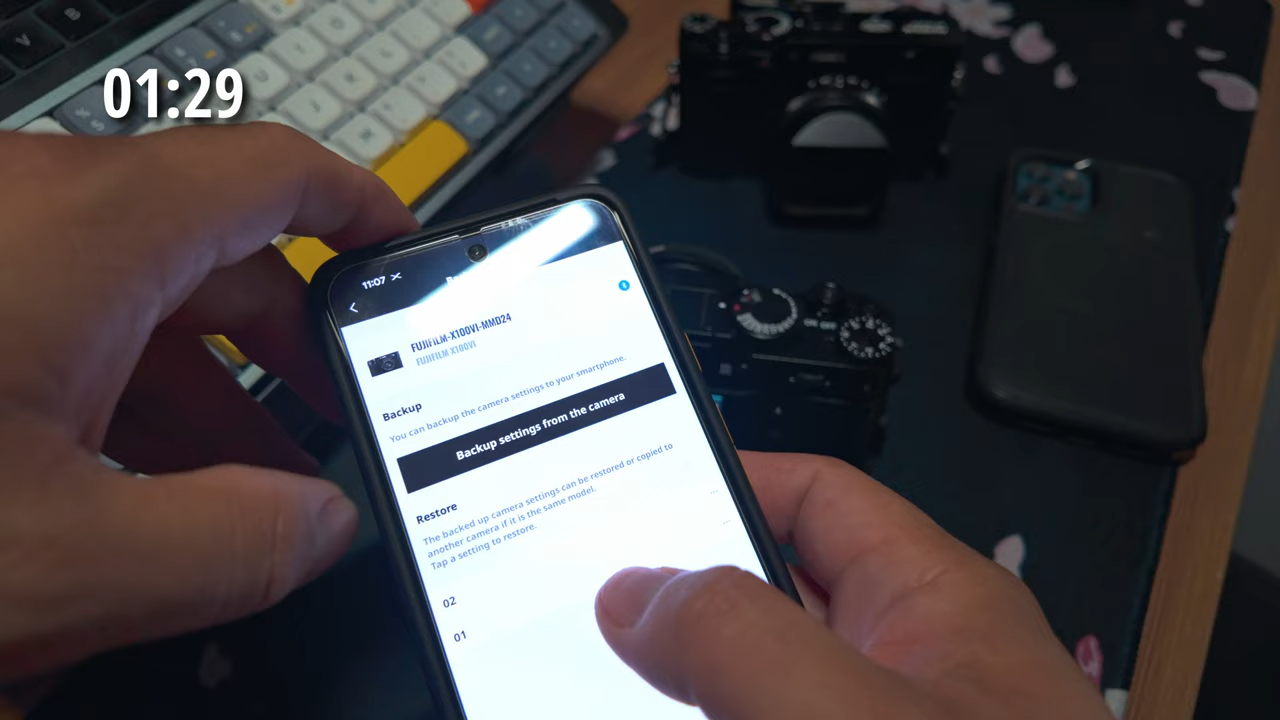 01:29
11:07
FUJIFILM-X100VI-MMD24
FUJIFILM X100VI
Backup
You can backup the camera settings to your smartphone.
Backup settings from the camera
Restore
The backed up camera settings can be restored or copied to
another camera if it is the same model.
Tap a setting to restore.
02
01